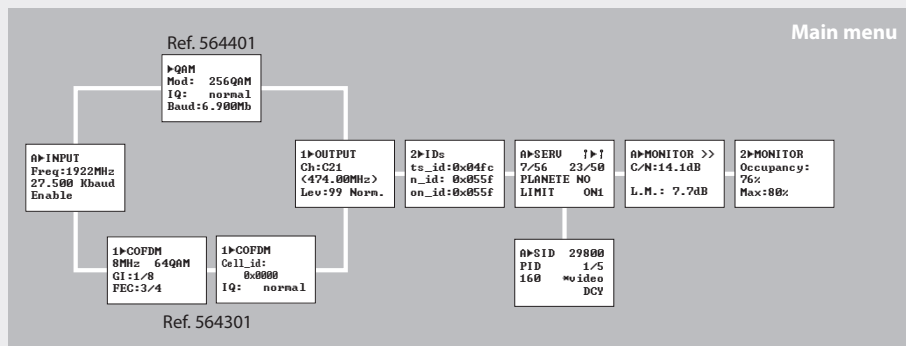 Main menu
Ref. 564401
▶QAM
Mod: 256QAM
IQ: normal
Baud:6.900Mb
A▶INPUT
Freq:1922MHz
27.500 Kbaud
Enable
1▶COFDM
8MHz 64QAM
GI:1/8
FEC:3/4
1▶COFDM
Cell_id:
0x0000
IQ: normal
Ref. 564301
1▶OUTPUT
Ch:C21
<474.00MHz>
Lev:99 Norm.
2▶IDs
ts_id:0x04fc
n_id: 0x055f
on_id:0x055f
A▶SERV
7/56 23/50
PLANETE NO
LIMIT ON1
A▶SID 29800
PID 1/5
160 *video
DCY
A▶MONITOR >>
C/N:14.1dB
L.M.: 7.7dB
2▶MONITOR
Occupancy:
76%
Max:80%